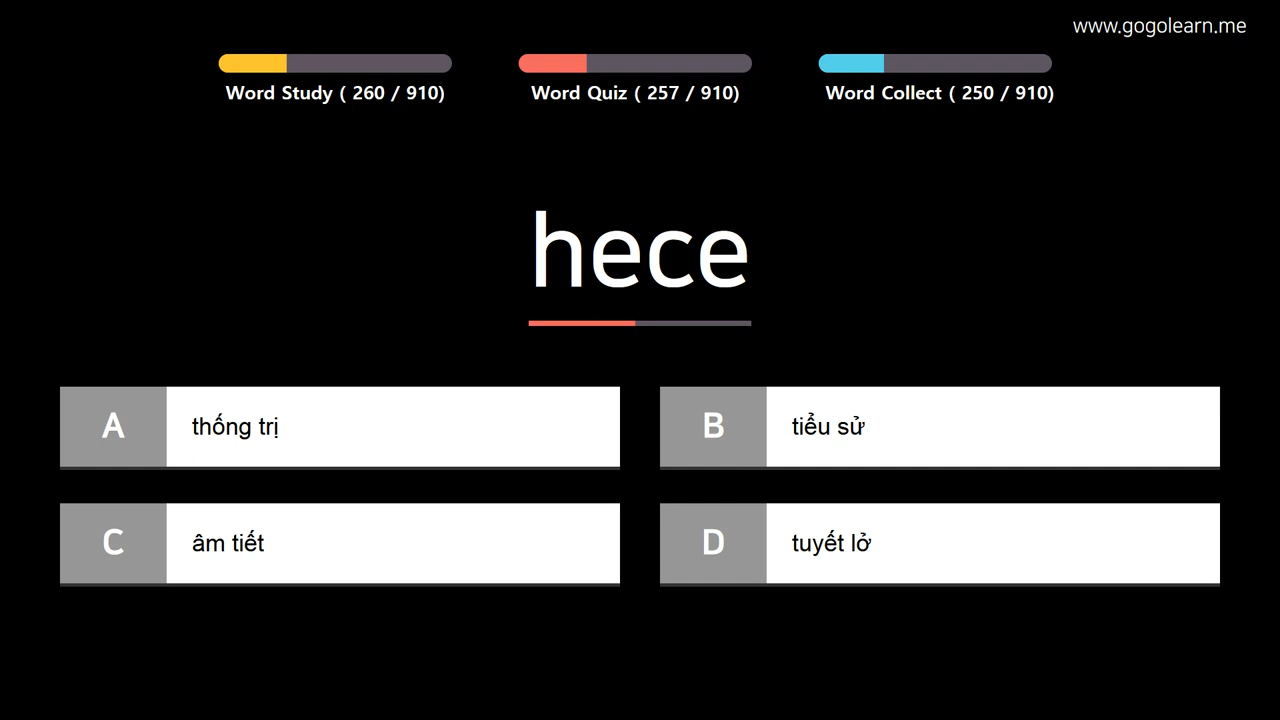 www.gogolearn.me
Word Study ( 260 / 910)
Word Quiz ( 257 / 910)
Word Collect ( 250 / 910)
hece
A thống trị
B tiểu sử
C âm tiết
D tuyết lở